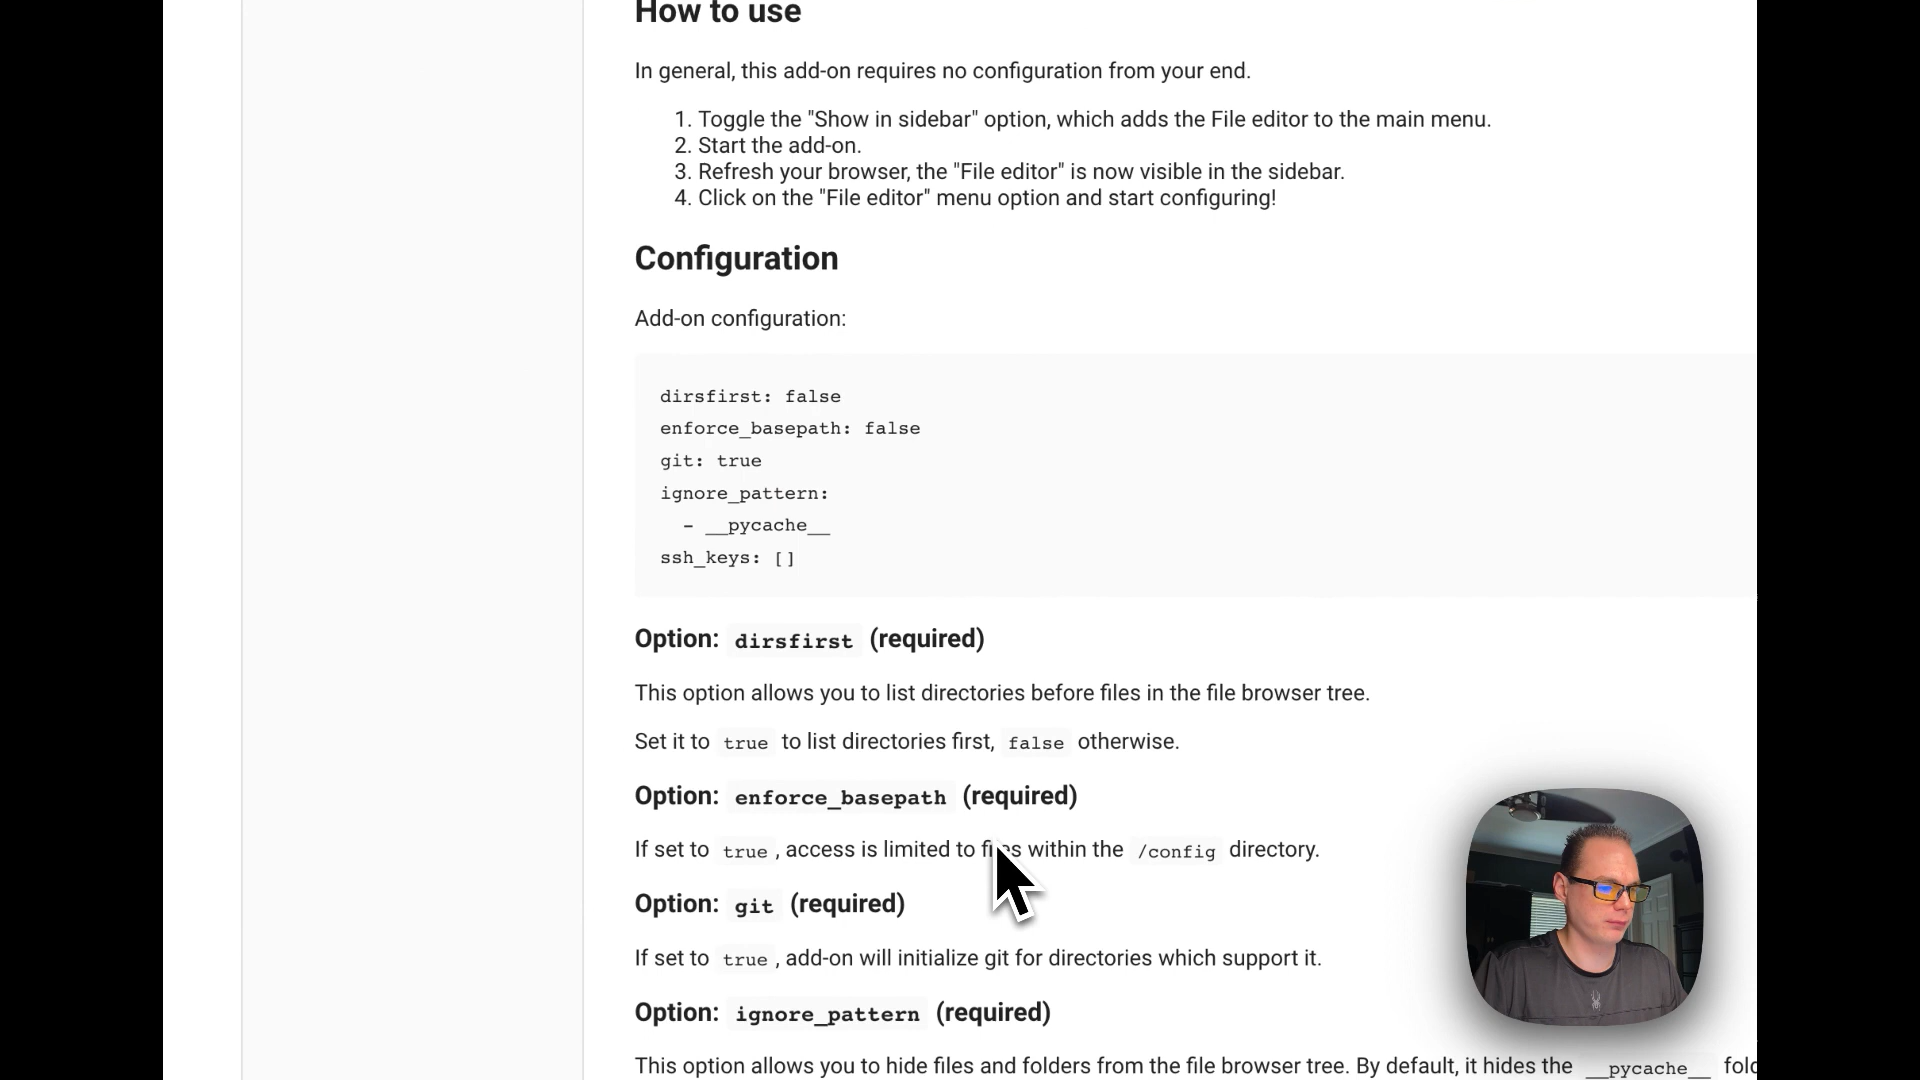 How to use
In general, this add-on requires no configuration from your end.
1. Toggle the "Show in sidebar" option, which adds the File editor to the main menu.
2. Start the add-on.
3. Refresh your browser, the "File editor" is now visible in the sidebar.
4. Click on the "File editor" menu option and start configuring!
Configuration
Add-on configuration:
dirsfirst: false
enforce_basepath: false
git: true
ignore_pattern:
- __pycache__
ssh_keys: []
Option: dirsfirst (required)
This option allows you to list directories before files in the file browser tree.
Set it to true to list directories first, false otherwise.
Option: enforce_basepath (required)
If set to true , access is limited to files within the /config directory.
Option: git (required)
If set to true , add-on will initialize git for directories which support it.
Option: ignore_pattern (required)
This option allows you to hide files and folders from the file browser tree. By default, it hides the __pycache__